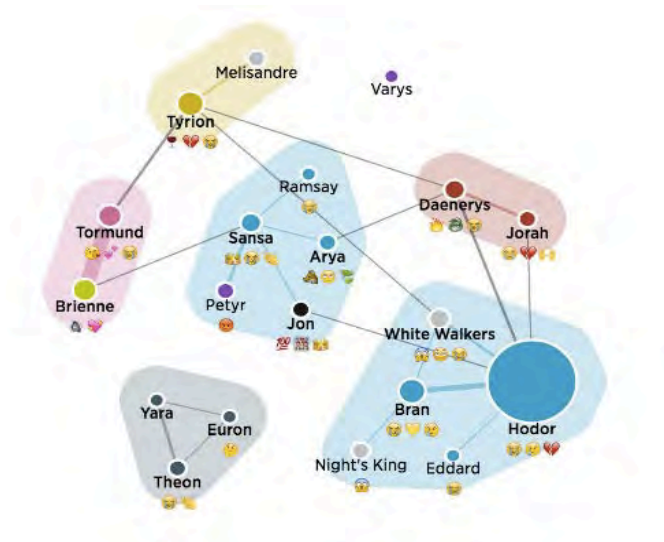 Melisandre
Varys
Tyrion
Ramsay
Daenerys
Tormund
Sansa
Arya
Jorah
Brienne
Petyr
Jon
White Walkers
Yara
Euron
Bran
Hodor
Theon
Night's King
Eddard